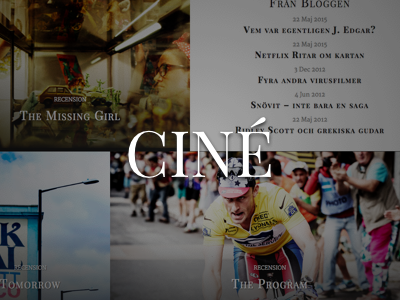 Från Bloggen
22 Maj 2015
Vem var egentligen J. Edgar?
22 Maj 2015
Netflix Ritar om kartan
3 Dec 2012
Fyra andra virusfilmer
4 Jun 2012
Snövit – inte bara en saga
22 Maj 2012
Ridley Scott och grekiska gudar
RECENSION
The Missing Girl
CINÉ
RECENSION
Tomorrow
RECENSION
The Program